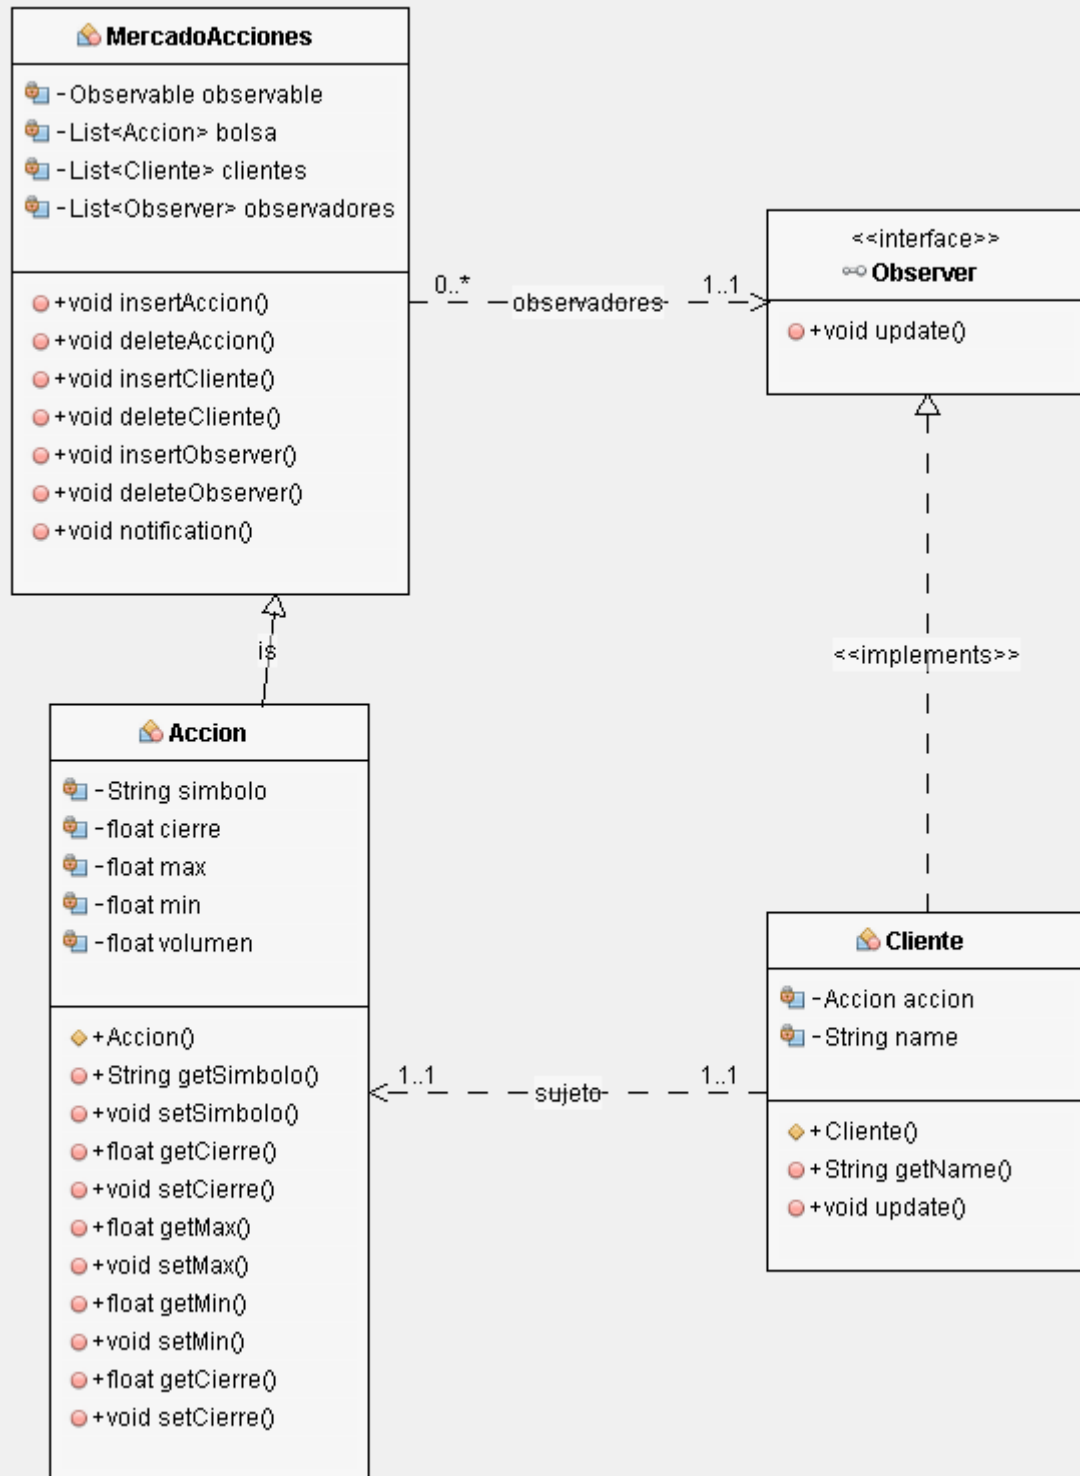 MercadoAcciones
-Observable observable
-List<Accion> bolsa
-List<Cliente> clientes
-List<Observer> observadores
+void insertAccion()
+void deleteAccion()
+void insertCliente()
+void deleteCliente()
+void insertObserver()
+void deleteObserver()
+void notification()
0..*
observadores
1..1
<<interface>>
Observer
+void update()
is
<<implements>>
Accion
-String simbolo
-float cierre
-float max
-float min
-float volumen
+Accion()
+String getSimbolo()
+void setSimbolo()
+float getCierre()
+void setCierre()
+float getMax()
+void setMax()
+float getMin()
+void setMin()
+float getCierre()
+void setCierre()
1..1
sujeto
1..1
Cliente
-Accion accion
-String name
+Cliente()
+String getName()
+void update()